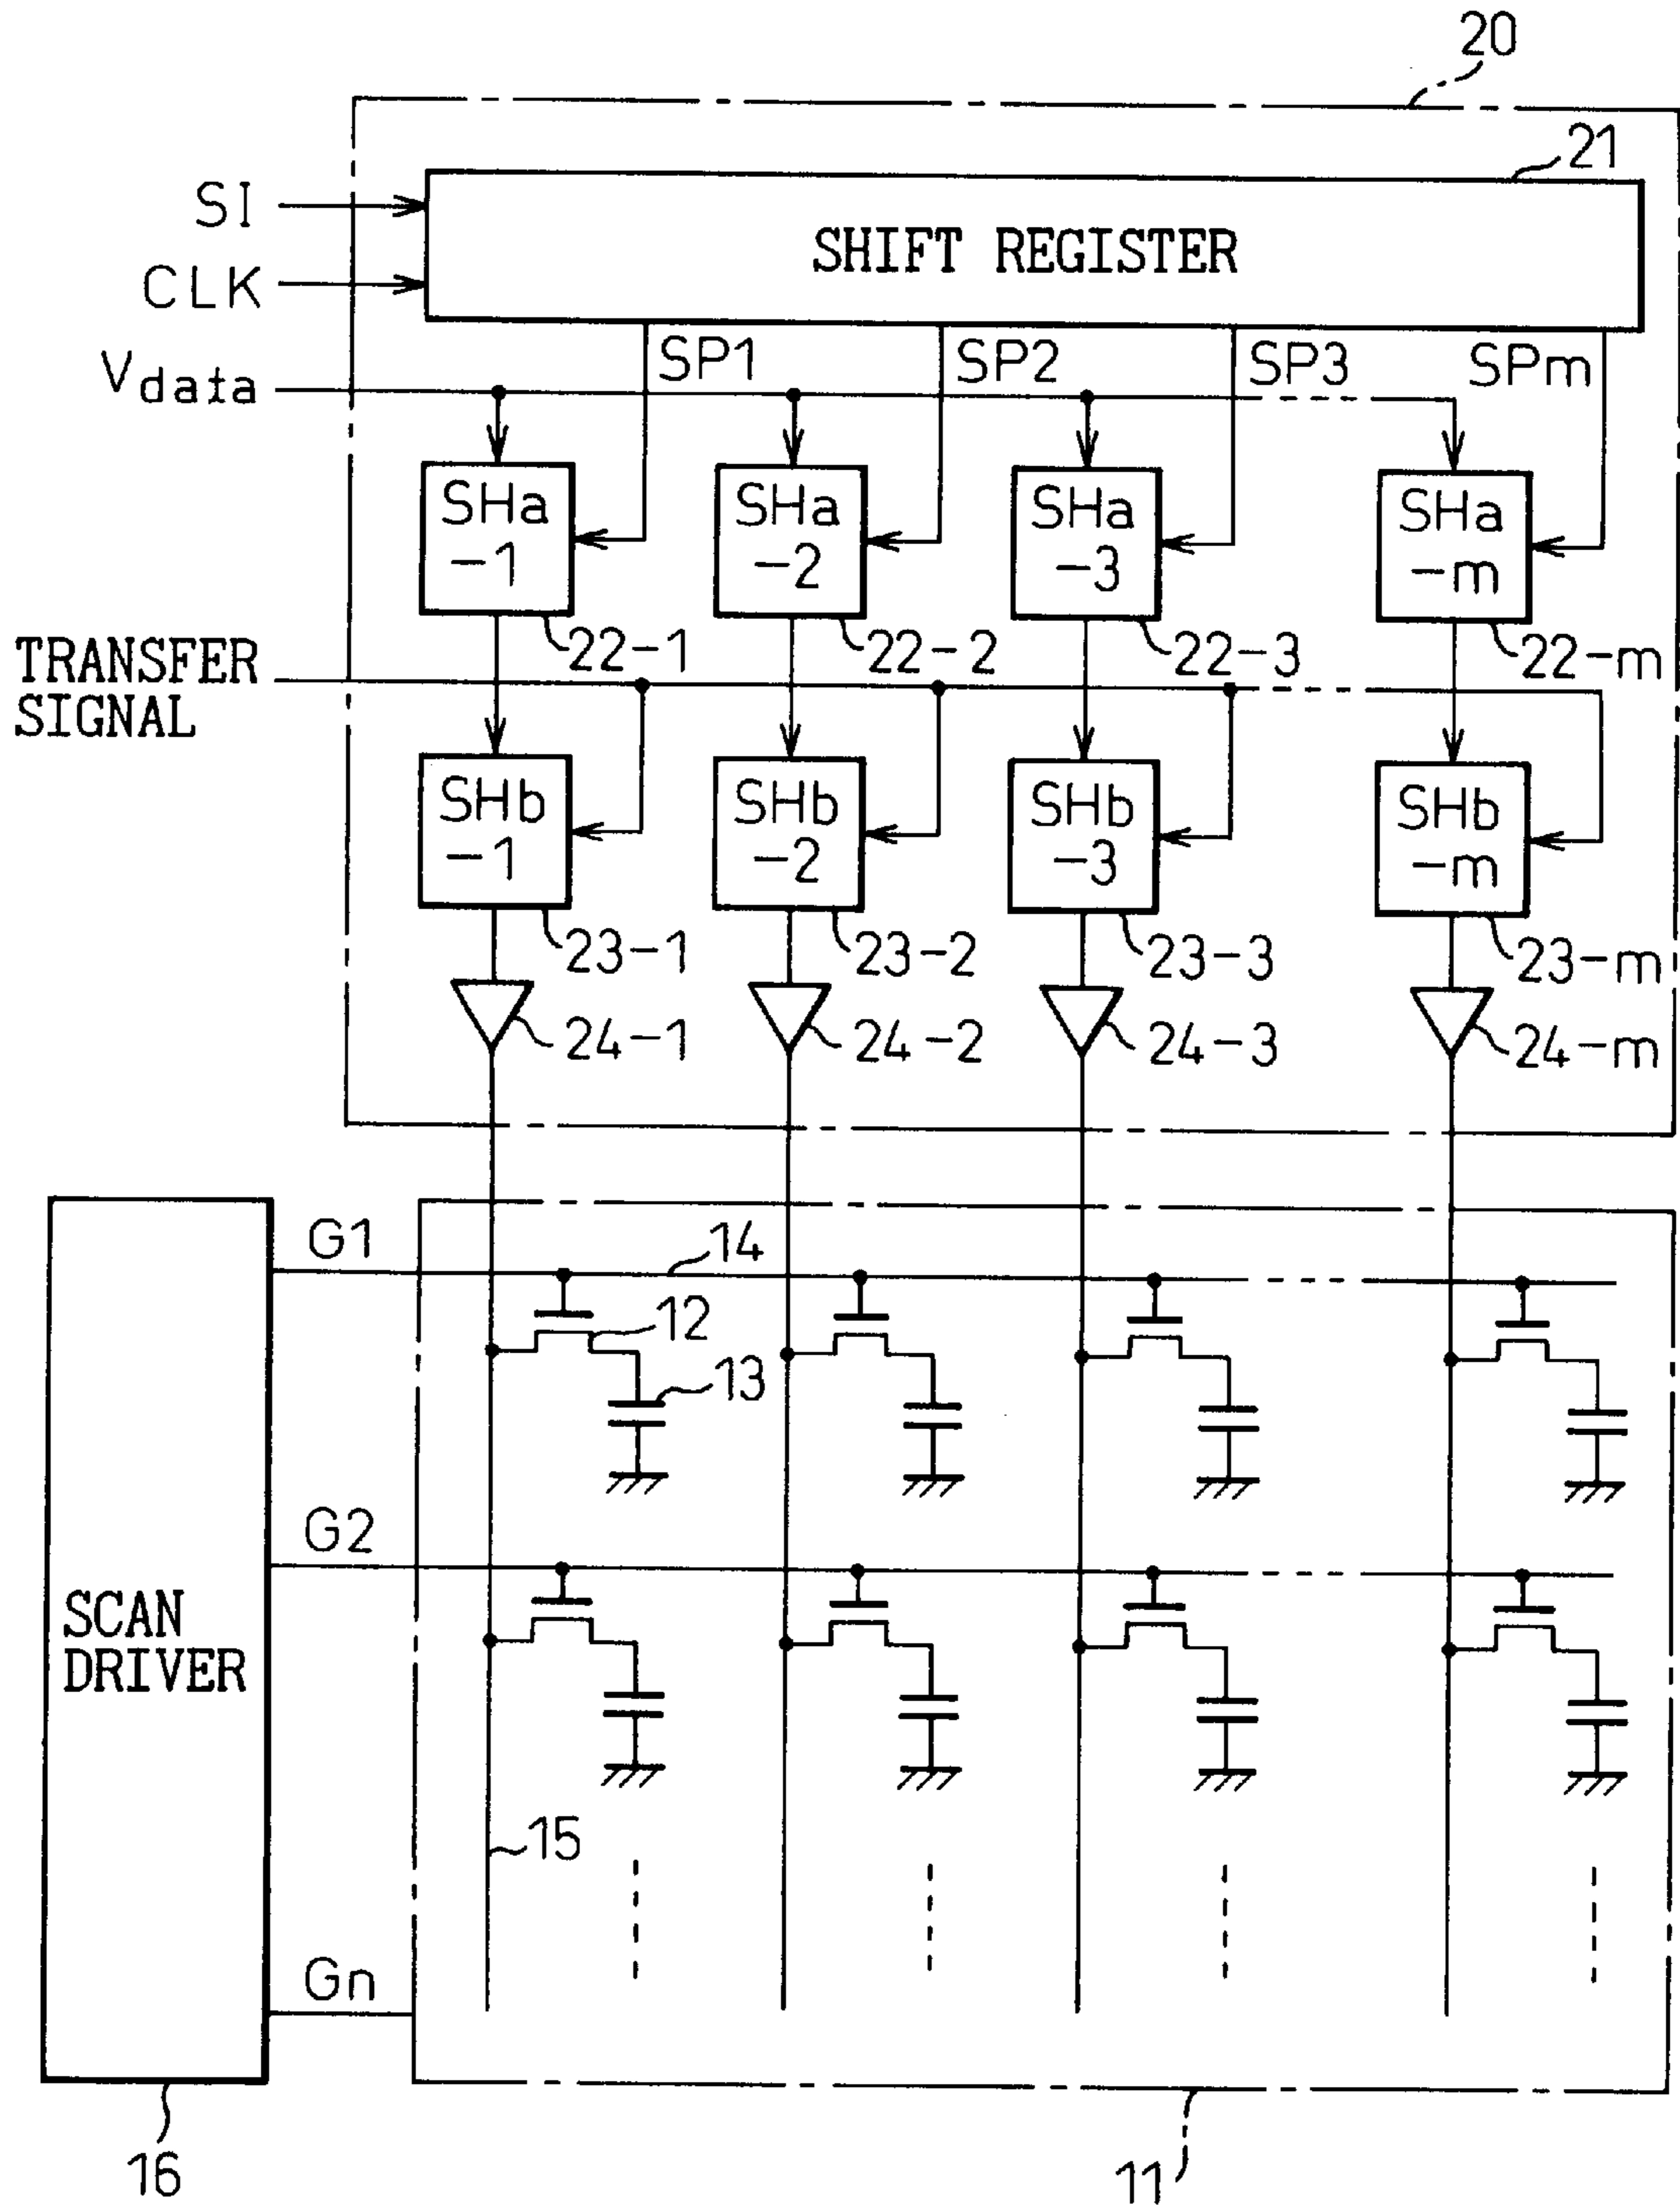 20
21
SI
SHIFT REGISTER
CLK
SP1
SP2
SP3
SPm
Vdata
SHa
-1
SHa
-2
SHa
-3
SHa
-m
22-1
22-2
22-3
22-m
TRANSFER
SIGNAL
SHb
-1
SHb
-2
SHb
-3
SHb
-m
23-1
23-2
23-3
23-m
24-1
24-2
24-3
24-m
G1
14
12
13
G2
SCAN
DRIVER
15
Gn
16
11